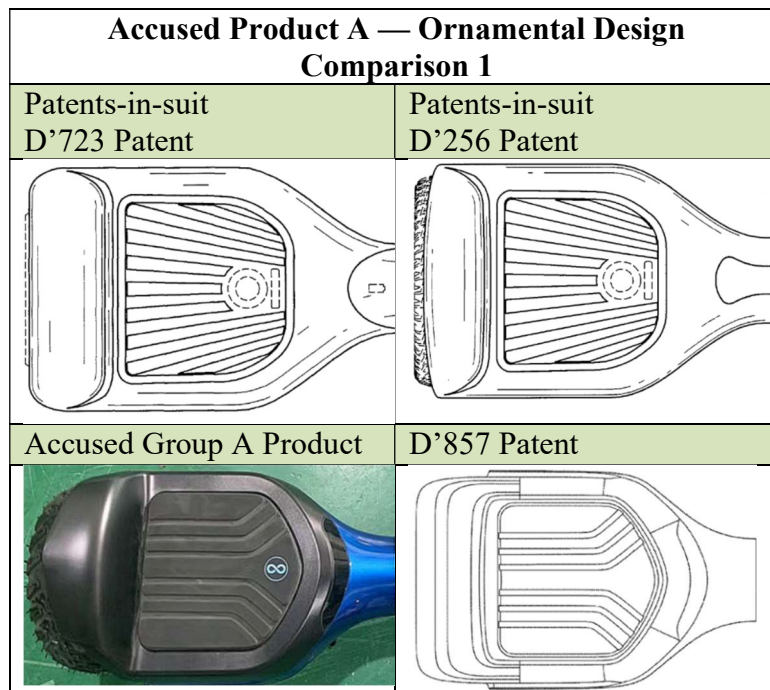 Accused Product A — Ornamental Design
Comparison 1
Patents-in-suit
D’723 Patent
Patents-in-suit
D’256 Patent
Accused Group A Product
D’857 Patent